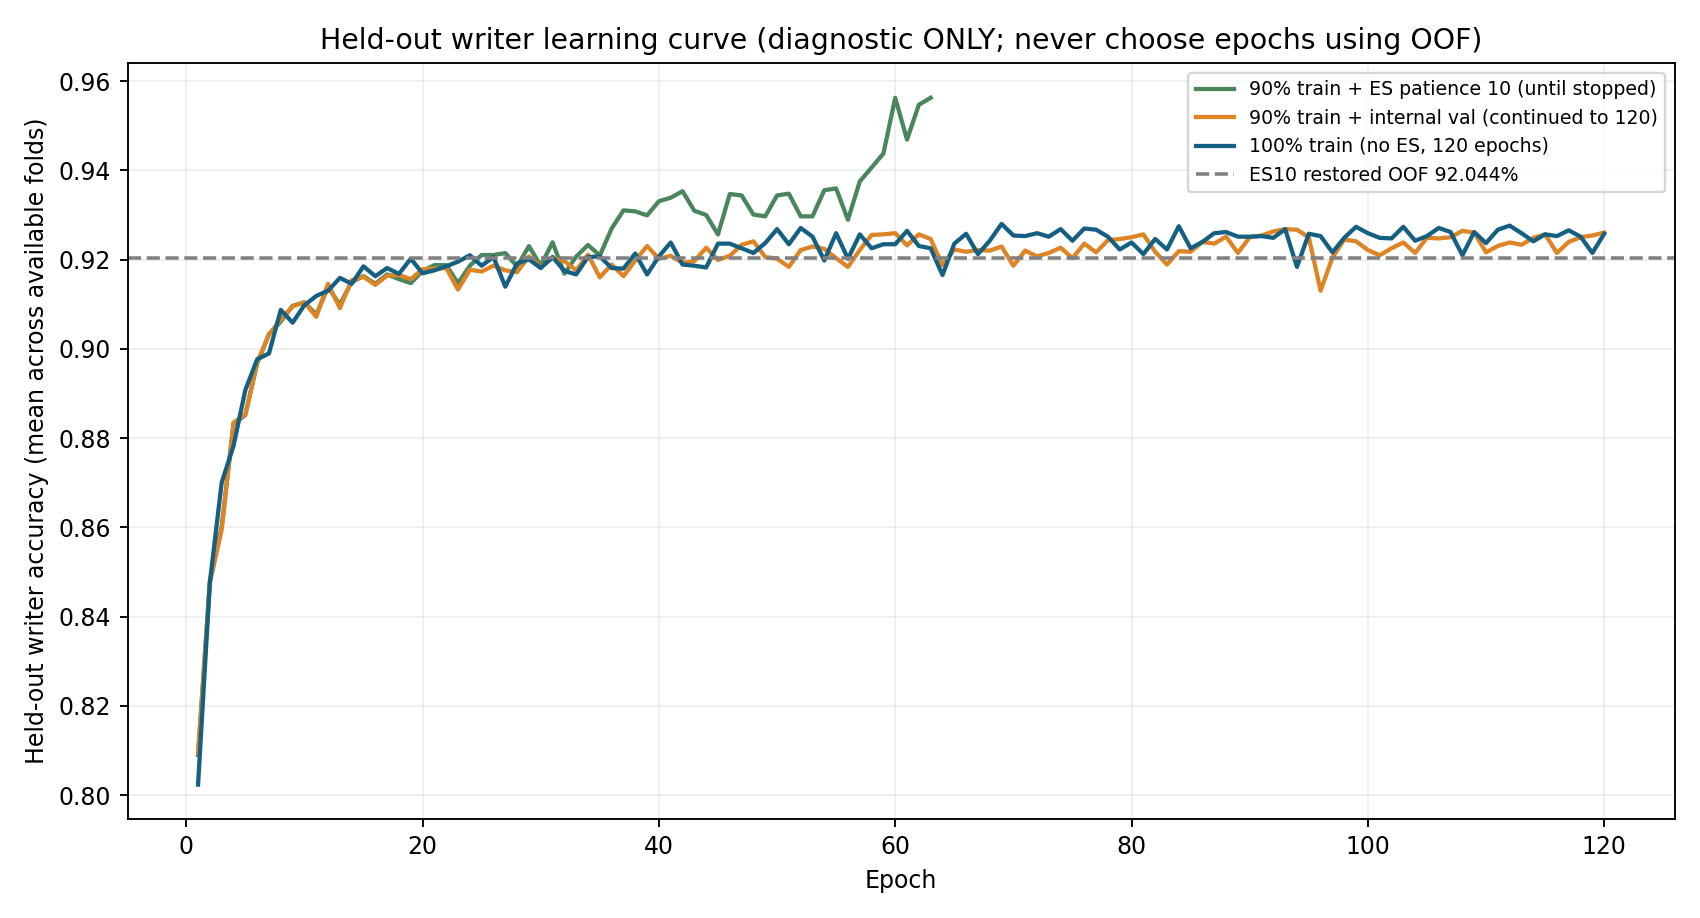 Held-out writer learning curve (diagnostic ONLY; never choose epochs using OOF)
Held-out writer accuracy (mean across available folds)
0.96
0.94
0.92
0.90
0.88
0.86
0.84
0.82
0.80
90% train + ES patience 10 (until stopped)
90% train + internal val (continued to 120)
100% train (no ES, 120 epochs)
ES10 restored OOF 92.044%
0 20 40 60 80 100 120
Epoch